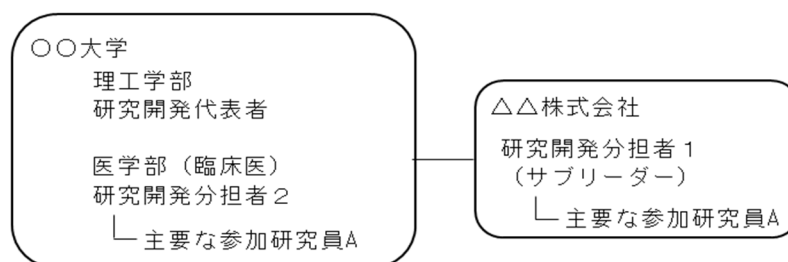 〇〇大学
理工学部
研究開発代表者
医学部（臨床医）
研究開発分担者２
主要な参加研究員A
△△株式会社
研究開発分担者１
（サブリーダー）
主要な参加研究員A